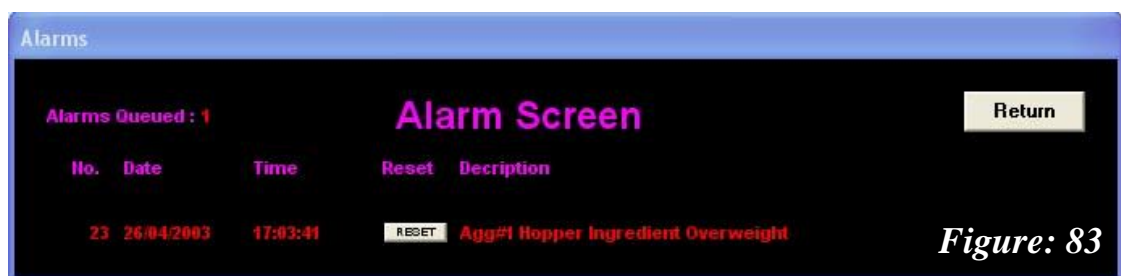 Alarms
Alarms Queued : 1 Alarm Screen Return
No. Date Time Reset Decription
23 26/04/2003 17:03:41 RESET Agg#1 Hopper Ingredient Overweight
Figure: 83